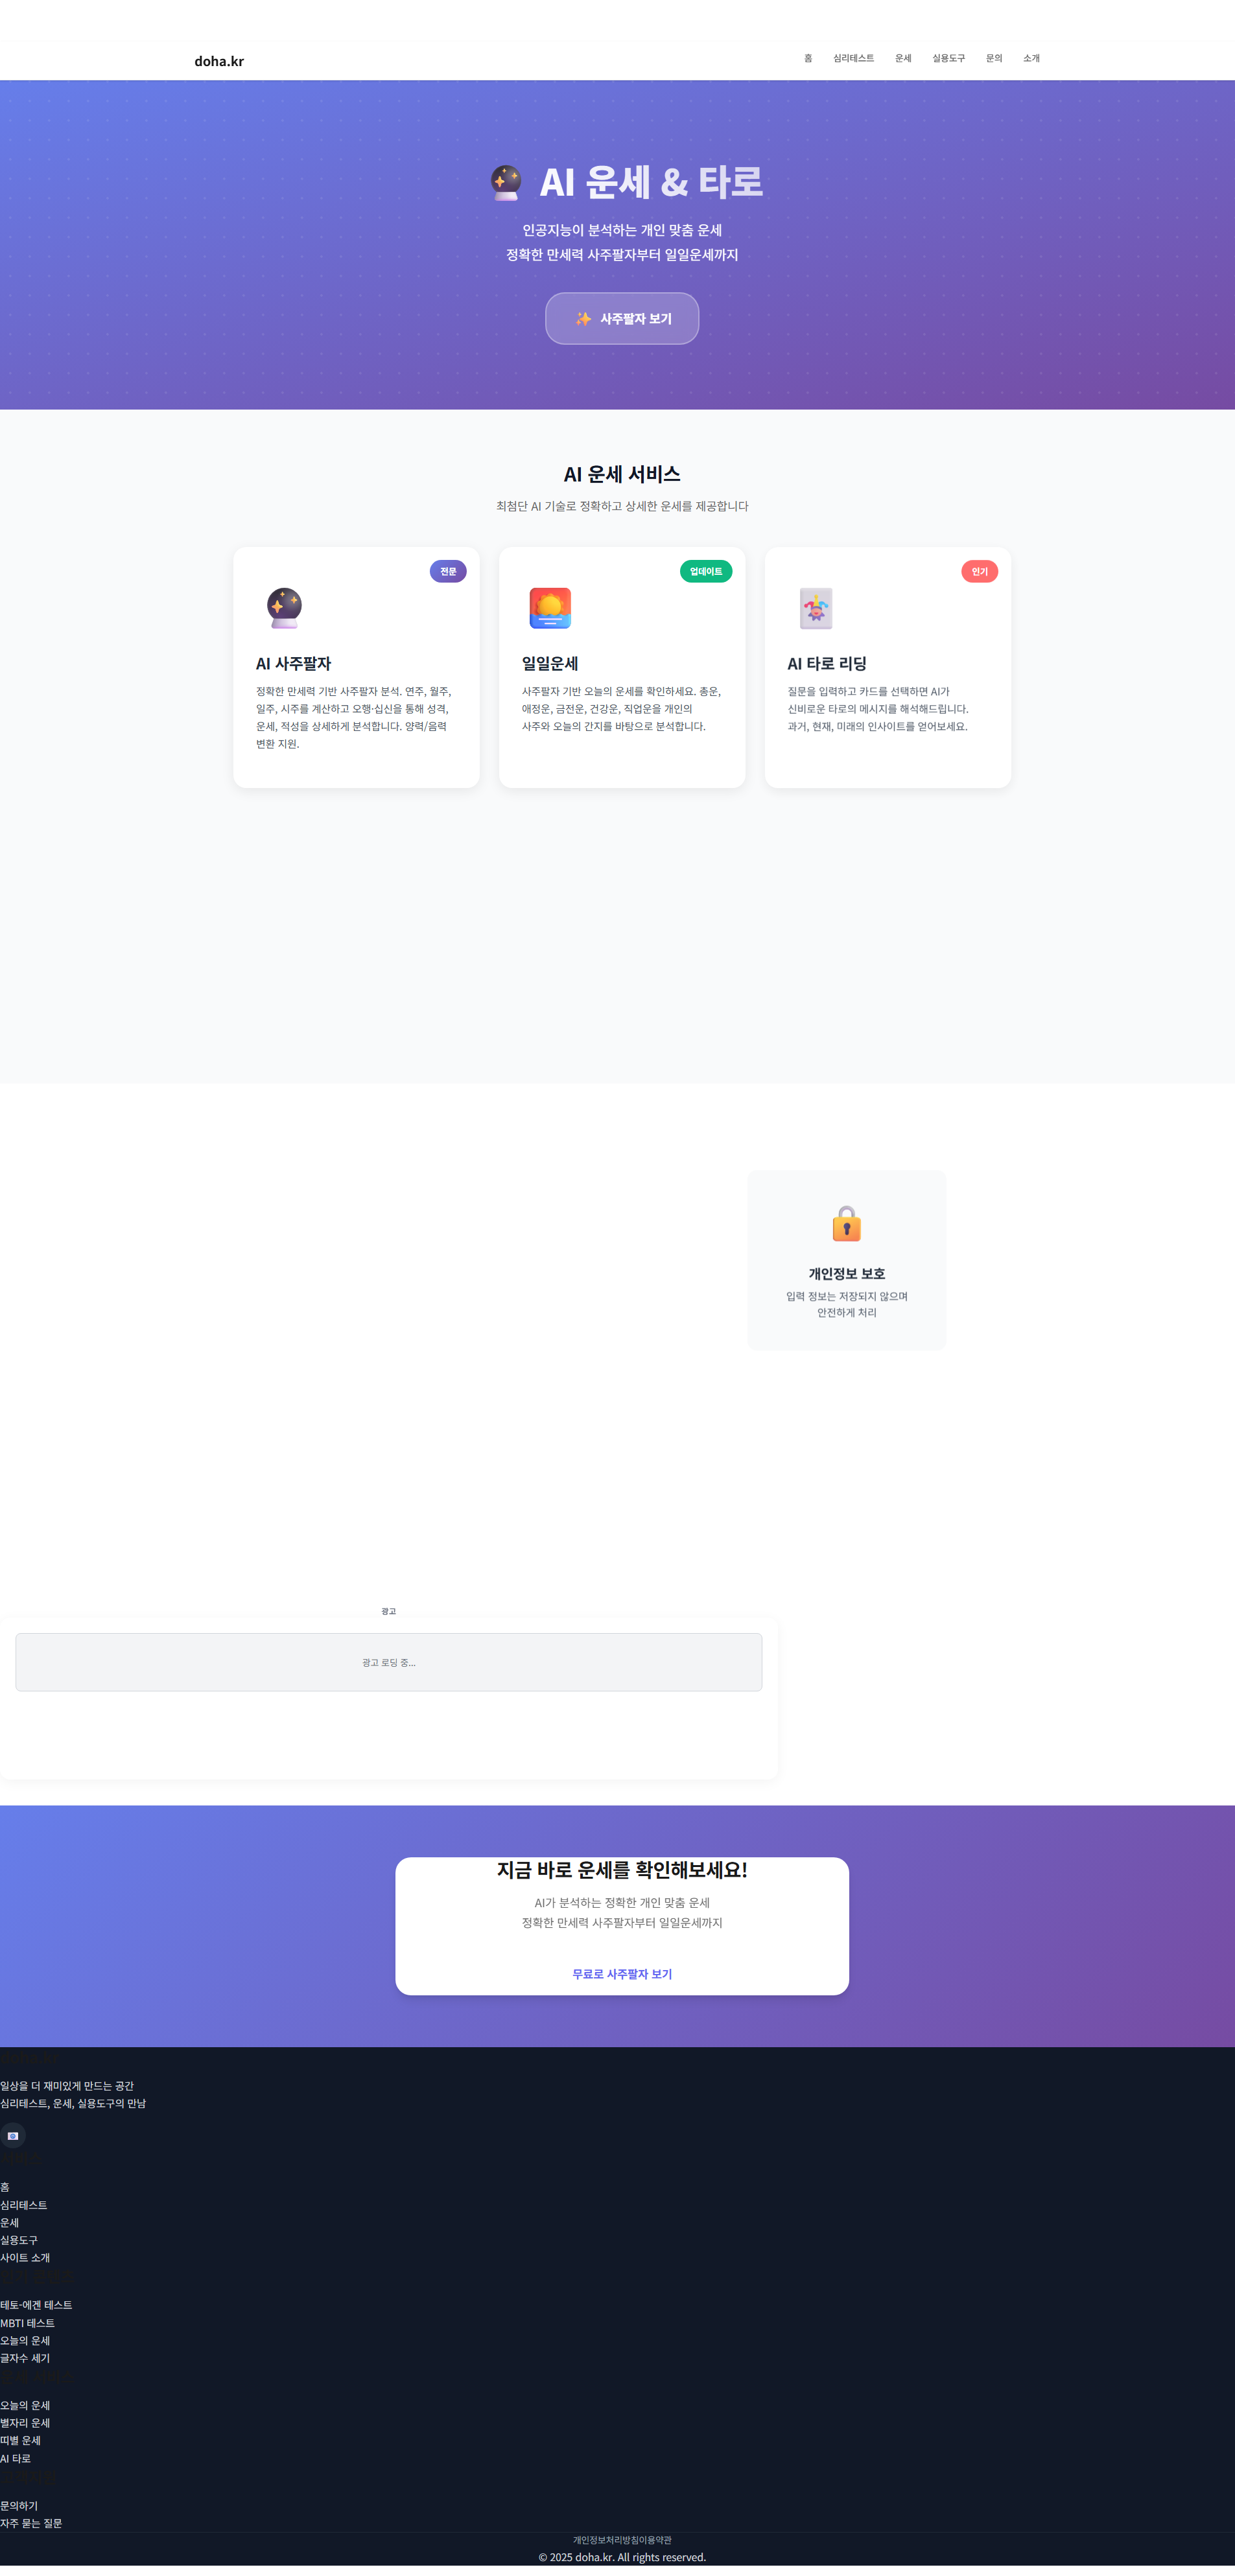 doha.kr
홈 심리테스트 운세 실용도구 문의 소개
AI 운세 & 타로
인공지능이 분석하는 개인 맞춤 운세
정확한 만세력 사주팔자부터 일일운세까지
사주팔자 보기
AI 운세 서비스
최첨단 AI 기술로 정확하고 상세한 운세를 제공합니다
전문
AI 사주팔자
정확한 만세력 기반 사주팔자 분석. 연주, 월주,
일주, 시주를 계산하고 오행·십신을 통해 성격,
운세, 적성을 상세하게 분석합니다. 양력/음력
변환 지원.
업데이트
일일운세
사주팔자 기반 오늘의 운세를 확인하세요. 총운,
애정운, 금전운, 건강운, 직업운을 개인의
사주와 오늘의 간지를 바탕으로 분석합니다.
인기
AI 타로 리딩
질문을 입력하고 카드를 선택하면 AI가
신비로운 타로의 메시지를 해석해드립니다.
과거, 현재, 미래의 인사이트를 얻어보세요.
개인정보 보호
입력 정보는 저장되지 않으며
안전하게 처리
광고
광고 로딩 중...
지금 바로 운세를 확인해보세요!
AI가 분석하는 정확한 개인 맞춤 운세
정확한 만세력 사주팔자부터 일일운세까지
무료로 사주팔자 보기
일상을 더 재미있게 만드는 공간
심리테스트, 운세, 실용도구의 만남
홈
심리테스트
운세
실용도구
사이트 소개
테토-에겐 테스트
MBTI 테스트
오늘의 운세
글자수 세기
오늘의 운세
별자리 운세
띠별 운세
AI 타로
문의하기
자주 묻는 질문
개인정보처리방침이용약관
© 2025 doha.kr. All rights reserved.